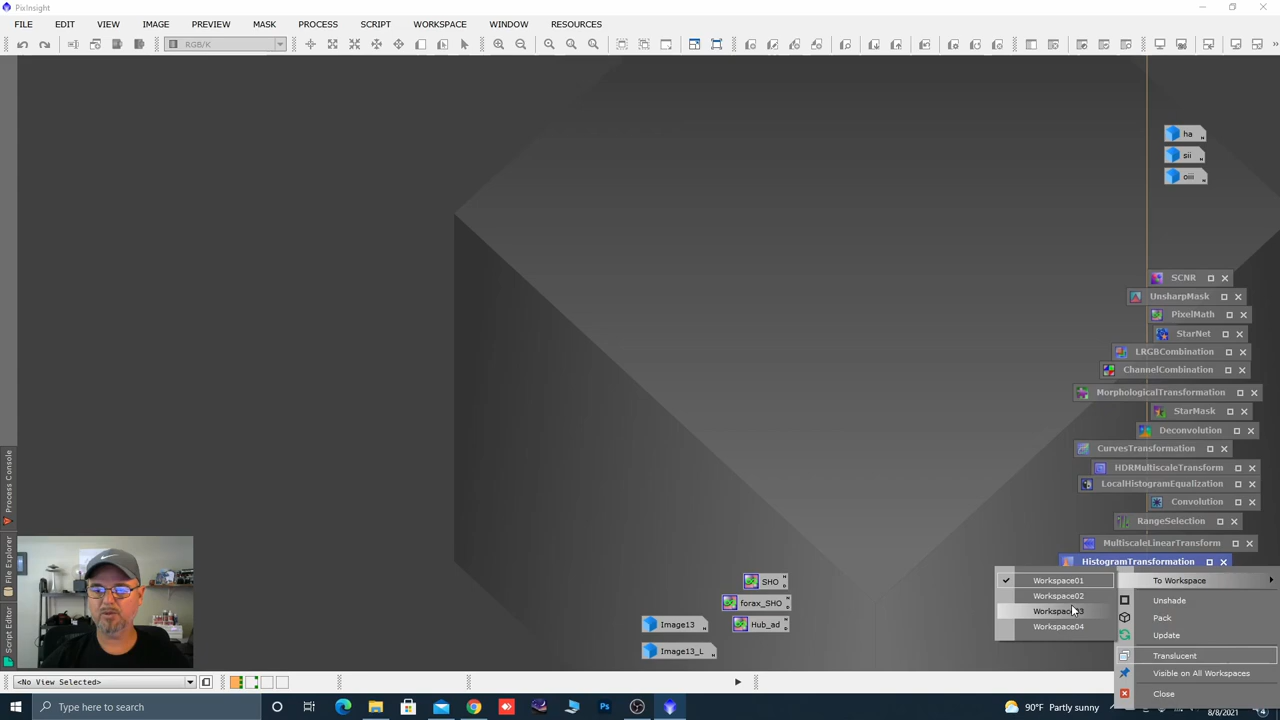 PixInsight
FILE EDIT VIEW IMAGE PREVIEW MASK PROCESS SCRIPT WORKSPACE WINDOW RESOURCES
RGB/K
ha
sii
oiii
SCNR
UnsharpMask
PixelMath
StarNet
LRGBCombination
ChannelCombination
MorphologicalTransformation
StarMask
Deconvolution
CurvesTransformation
HDRMultiscaleTransform
LocalHistogramEqualization
Convolution
RangeSelection
MultiscaleLinearTransform
HistogramTransformation
Process Console
File Explorer
Script Editor
SHO
forax_SHO
Hub_ad
Image13
Image13_L
Workspace01
Workspace02
Workspace03
Workspace04
To Workspace
Unshade
Pack
Update
Translucent
Visible on All Workspaces
Close
<No View Selected>
Type here to search
90°F Partly sunny
8/8/2021